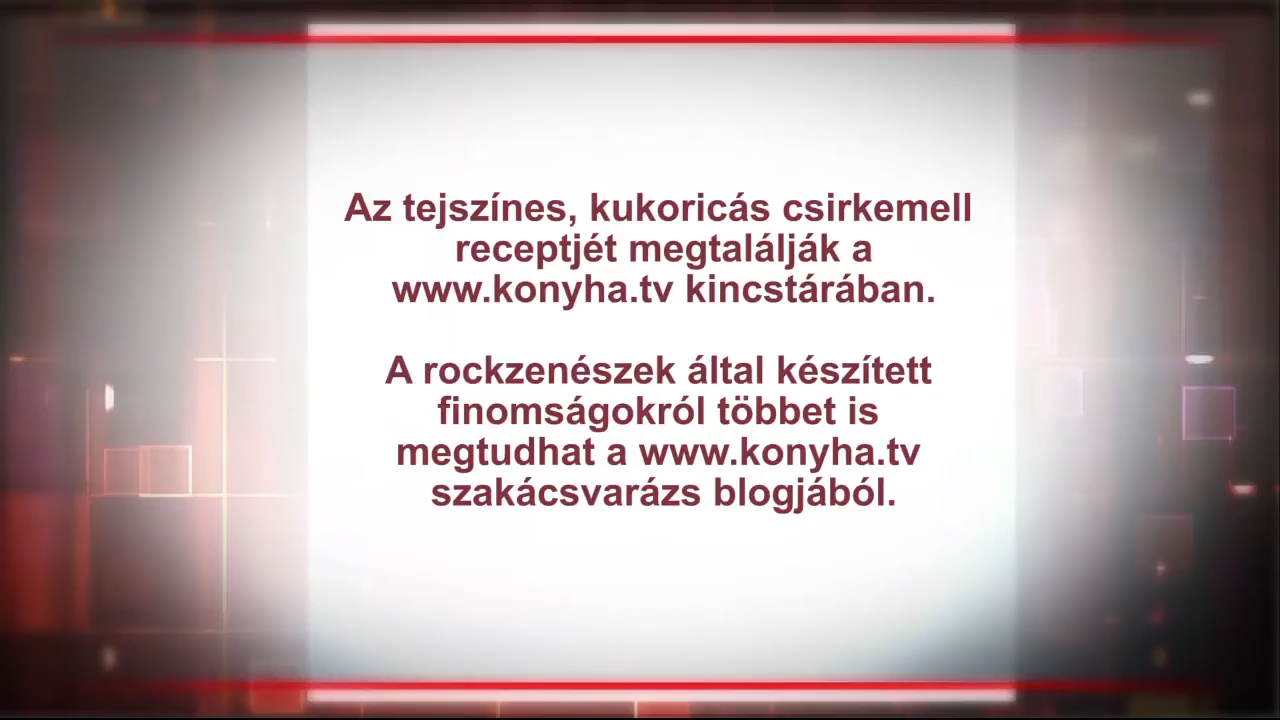 Az tejszínes, kukoricás csirkemell
receptjét megtalálják a
www.konyha.tv kincstárában.
A rockzenészek által készített
finomságokról többet is
megtudhat a www.konyha.tv
szakácsvarázs blogjából.